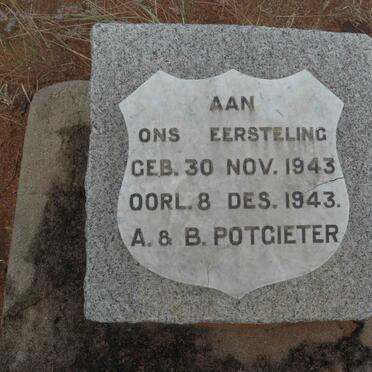 AAN
ONS EERSTELING
GEB. 30 NOV. 1943
OORL. 8 DES. 1943.
A. & B. POTGIETER